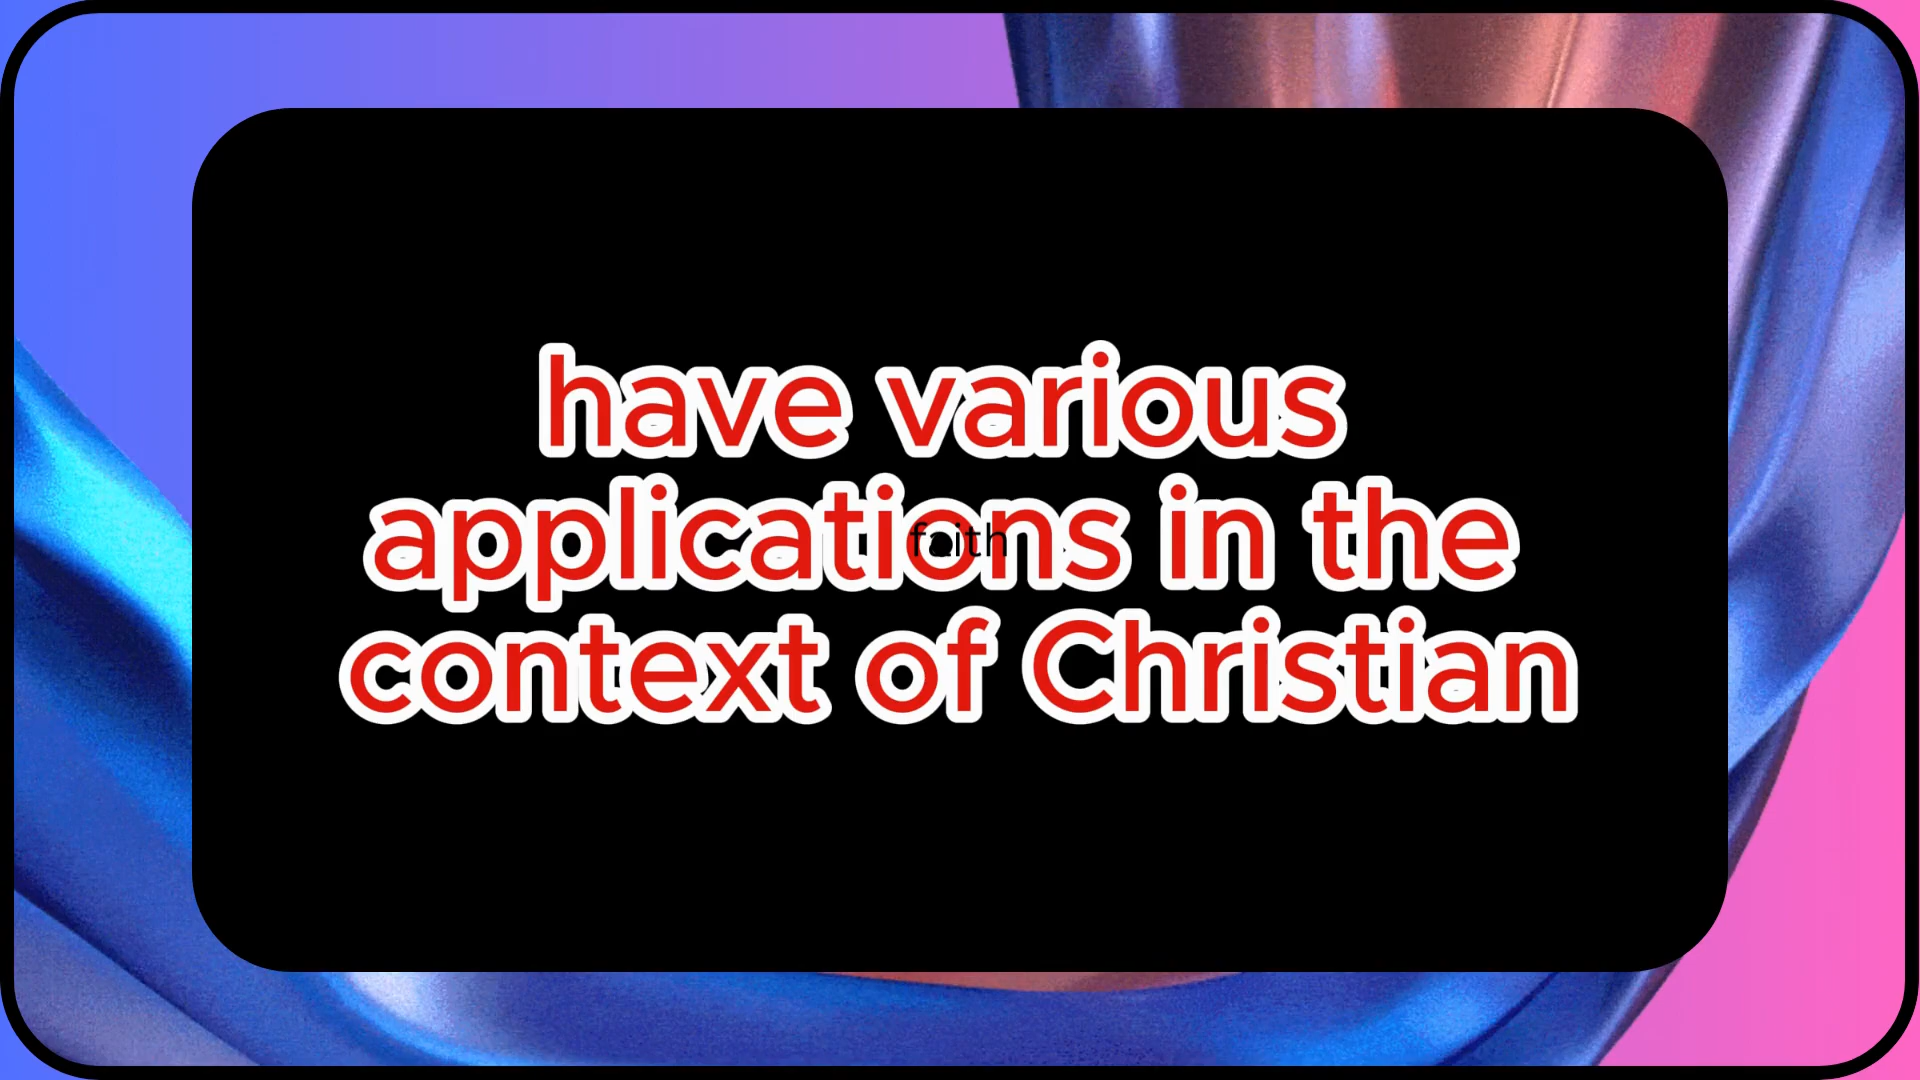 have various
applications in the
context of Christian
faith